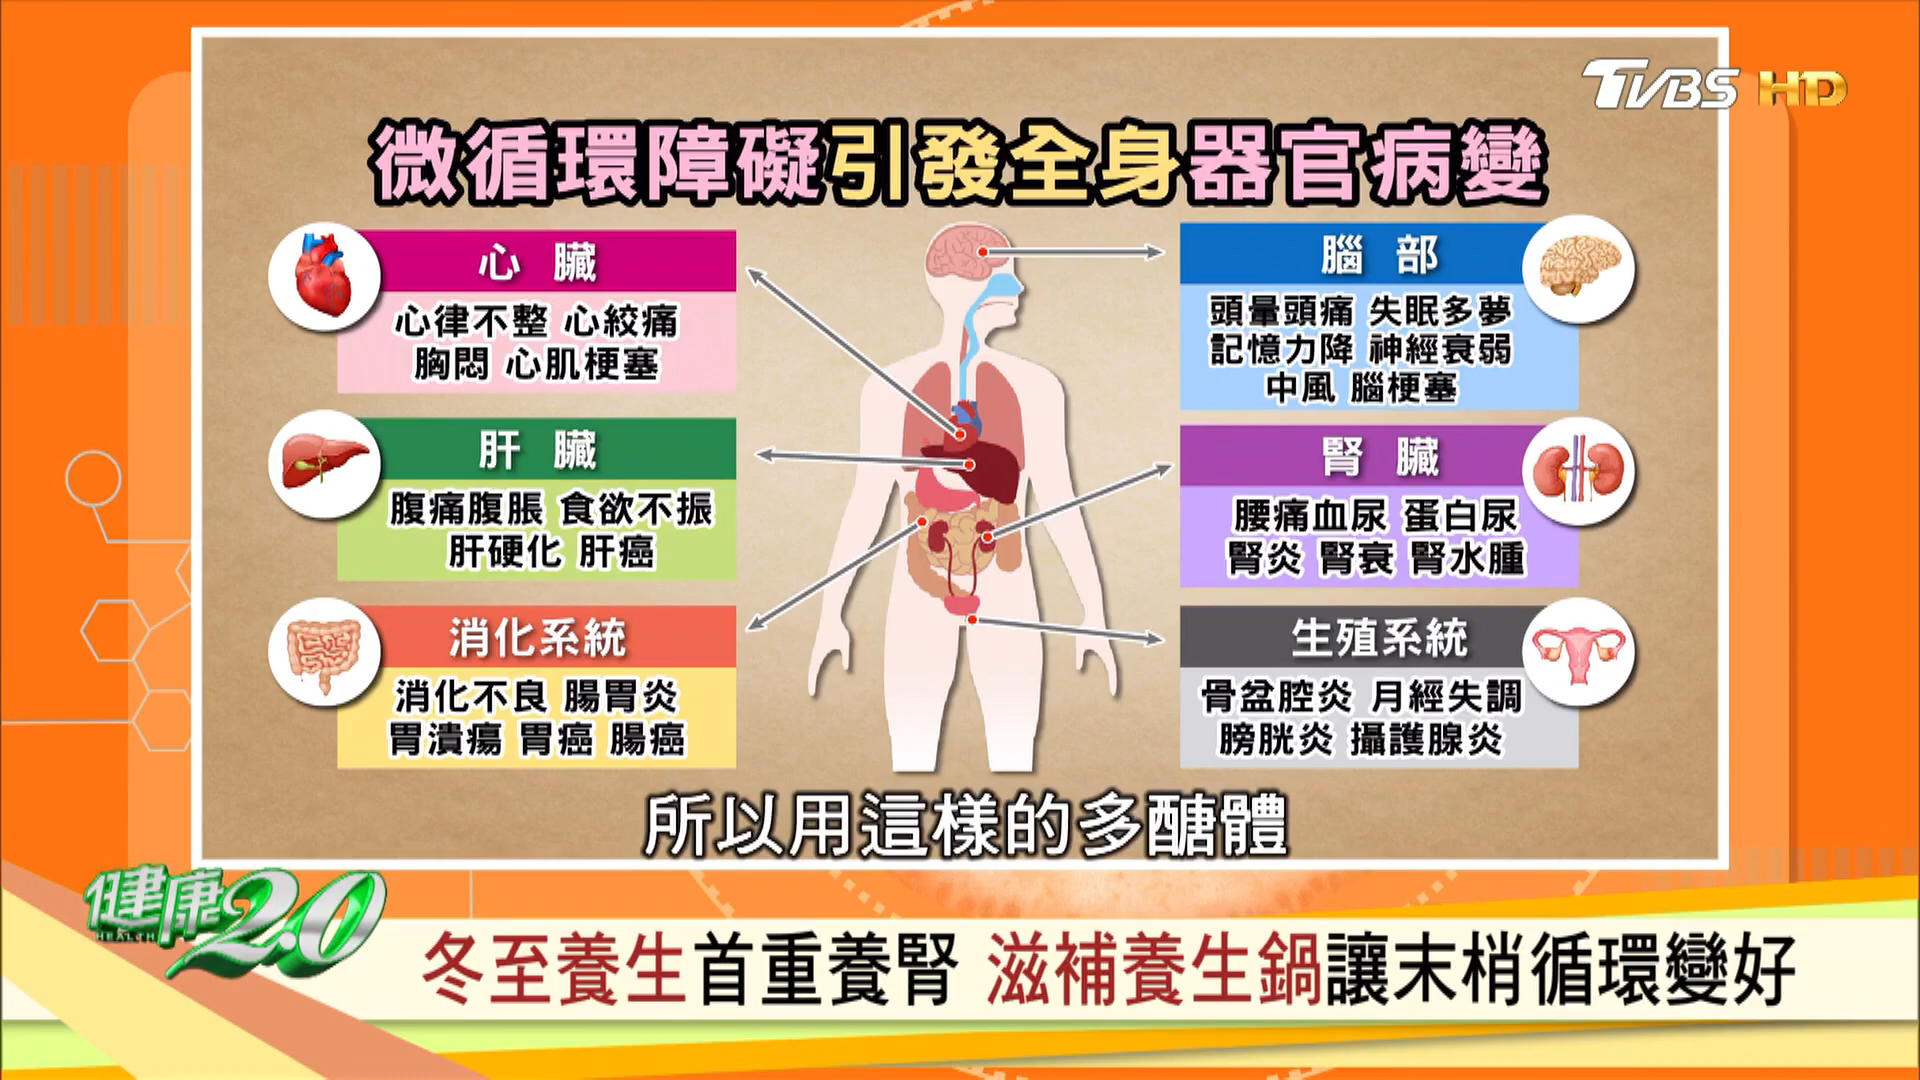 TVBS HD
微循環障礙引發全身器官病變
心臟
心律不整 心絞痛
胸悶 心肌梗塞
肝臟
腹痛腹脹 食欲不振
肝硬化 肝癌
消化系統
消化不良 腸胃炎
胃潰瘍 胃癌 腸癌
腦部
頭暈頭痛 失眠多夢
記憶力降 神經衰弱
中風 腦梗塞
腎臟
腰痛血尿 蛋白尿
腎炎 腎衰 腎水腫
生殖系統
骨盆腔炎 月經失調
膀胱炎 攝護腺炎
所以用這樣的多醣體
健康2.0
HEALTH
冬至養生首重養腎 滋補養生鍋讓末梢循環變好